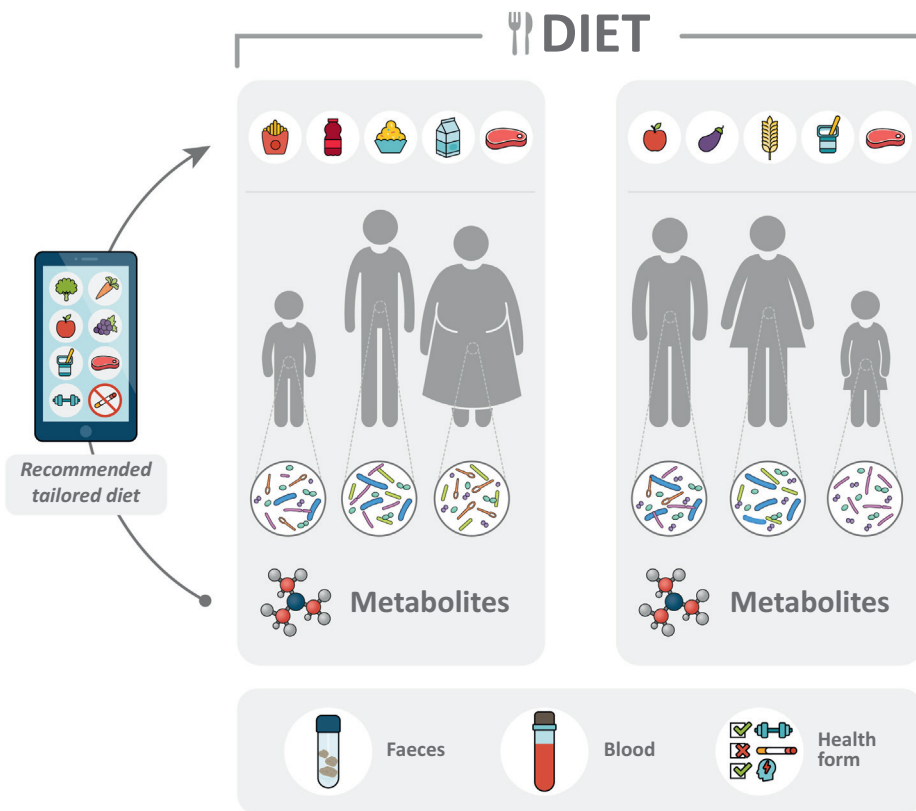 DIET
Recommended
tailored diet
Metabolites
Metabolites
Faeces
Blood
Health
form